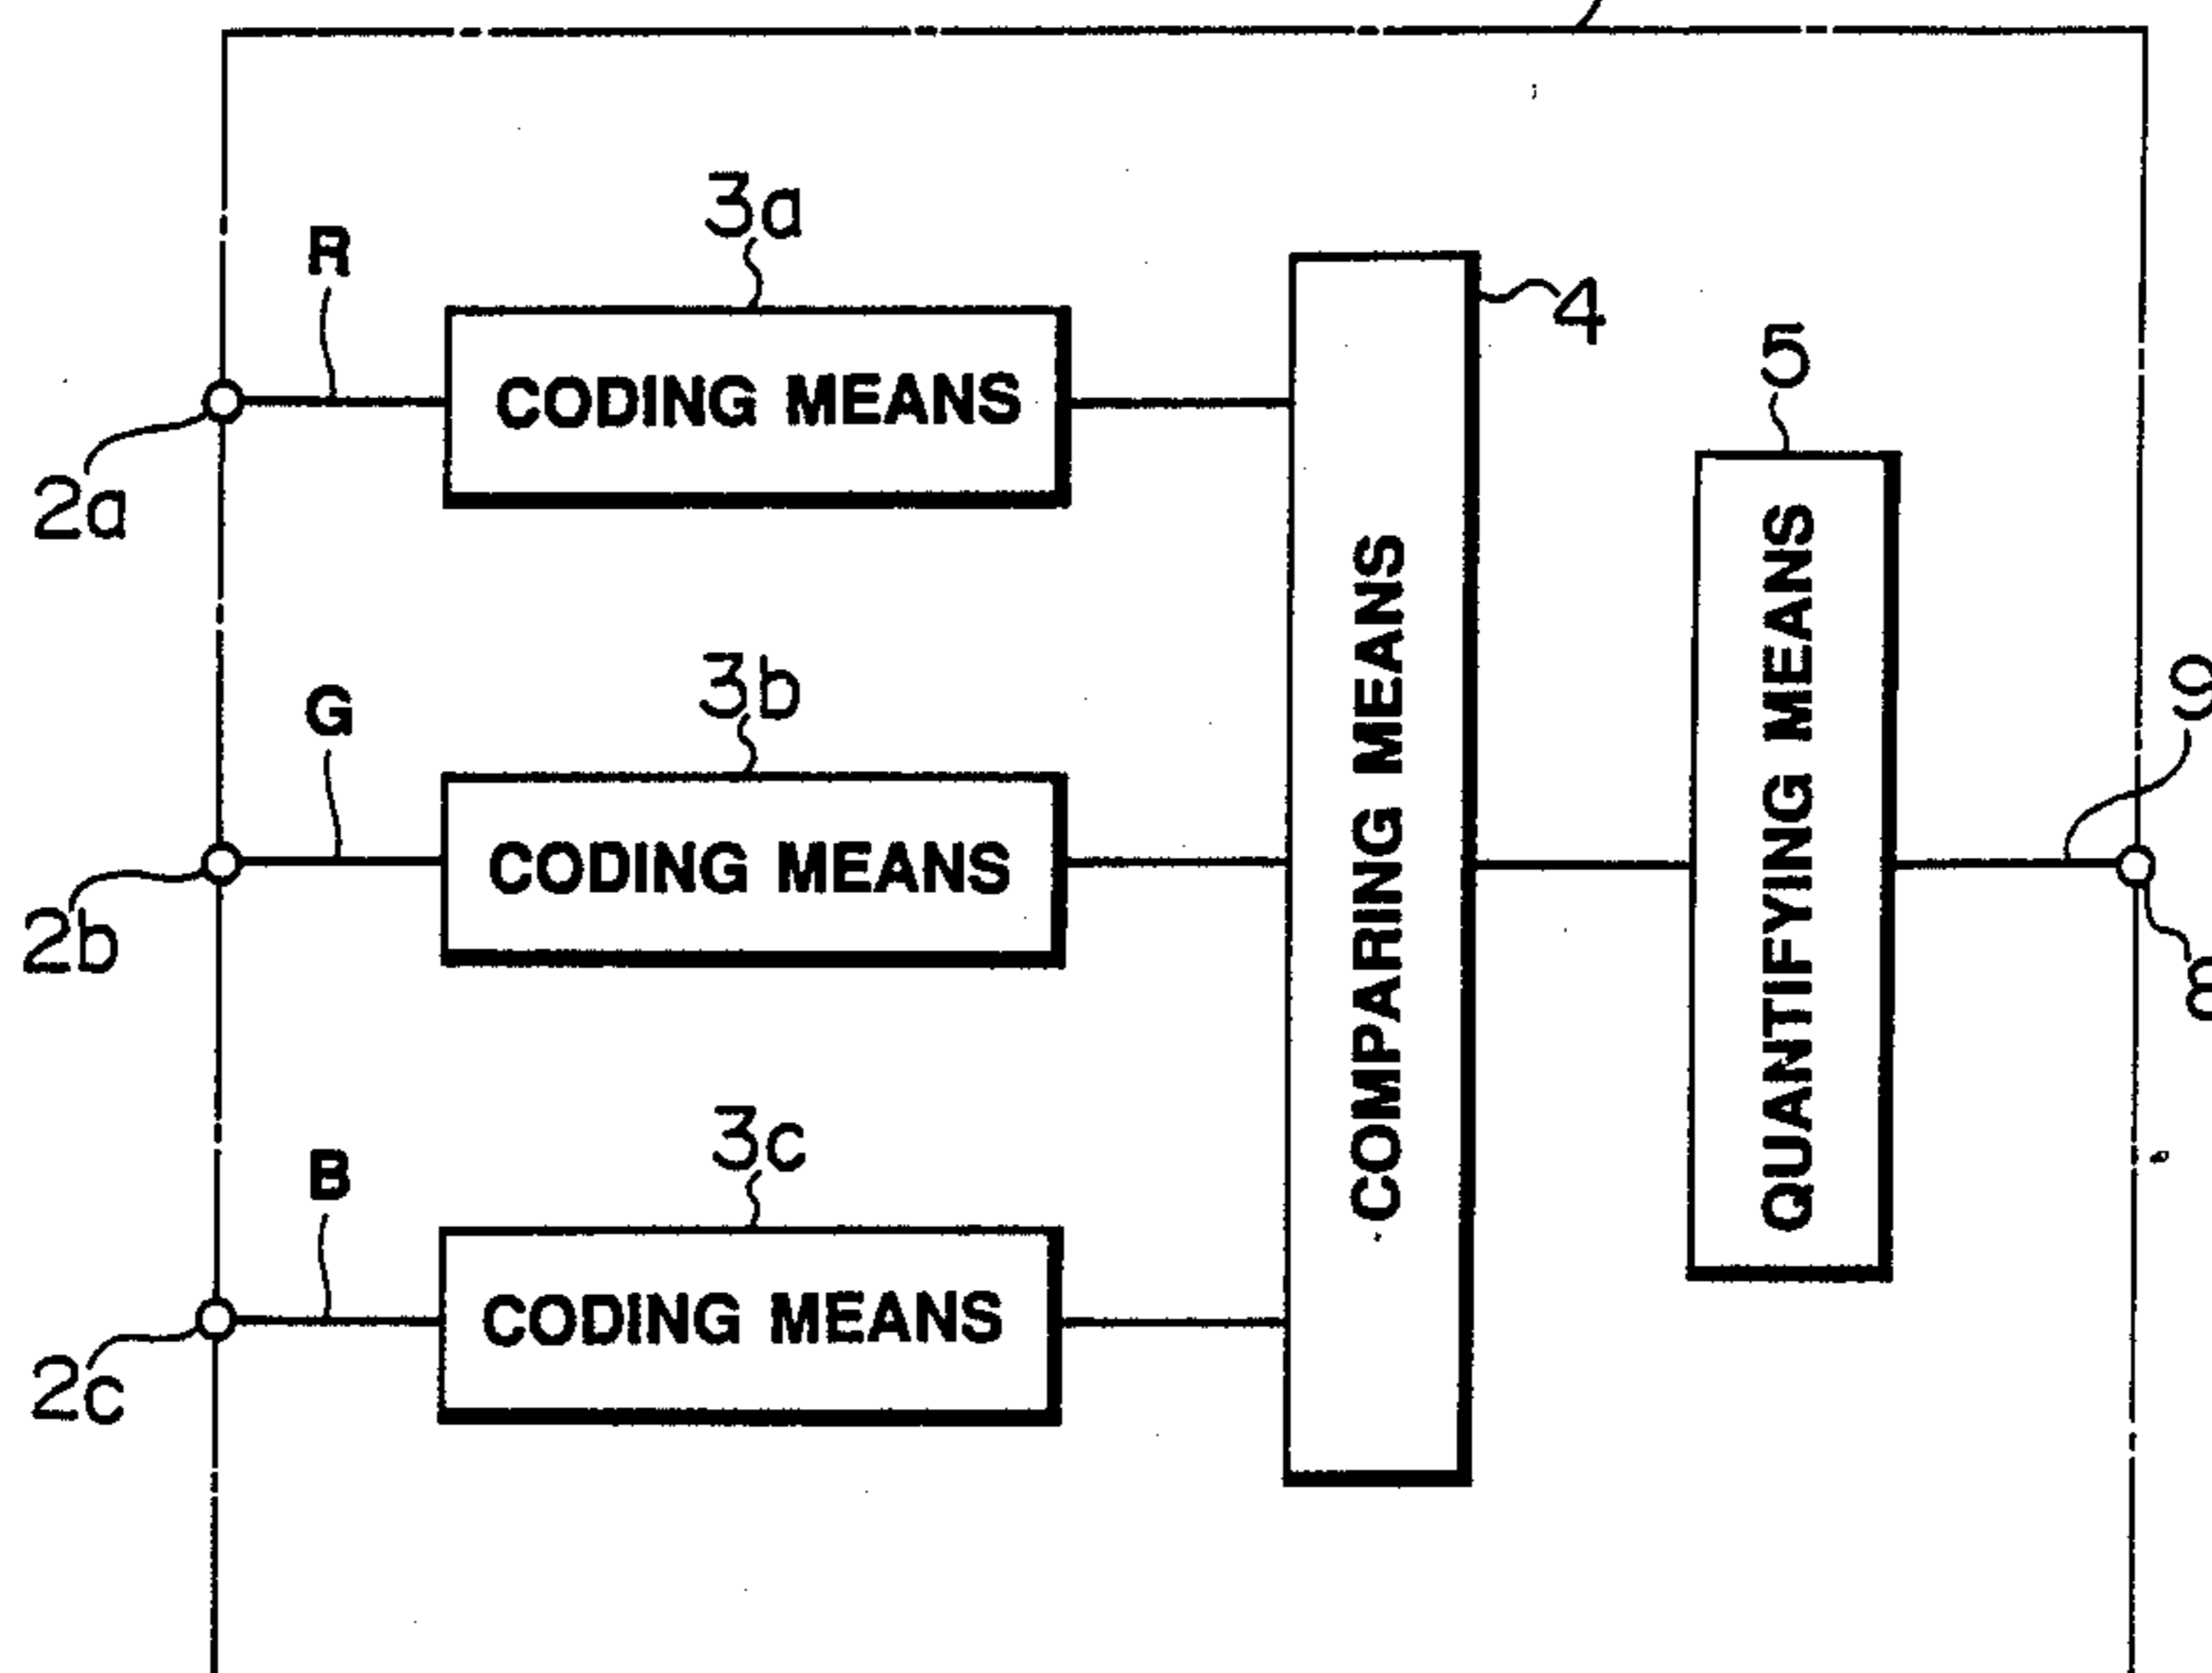 3a
R
4
CODING MEANS
5
2a
3b
G
COMPARING MEANS
QUANTIFYING MEANS
9
CODING MEANS
2b
8
3c
B
CODING MEANS
2c